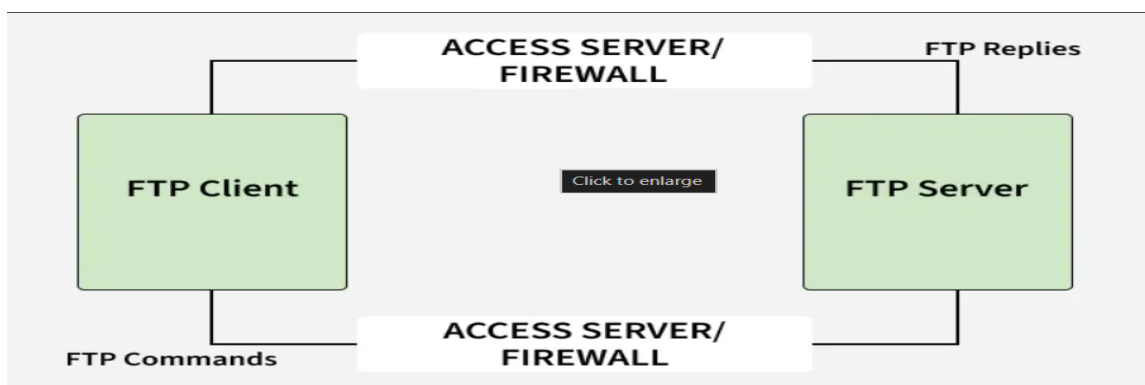 ACCESS SERVER/
FIREWALL
FTP Replies
FTP Client
Click to enlarge
FTP Server
ACCESS SERVER/
FIREWALL
FTP Commands